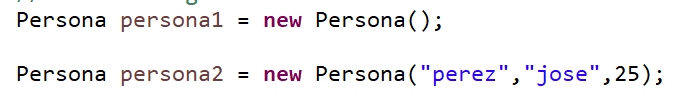 Persona persona1 = new Persona();
Persona persona2 = new Persona("perez","jose",25);